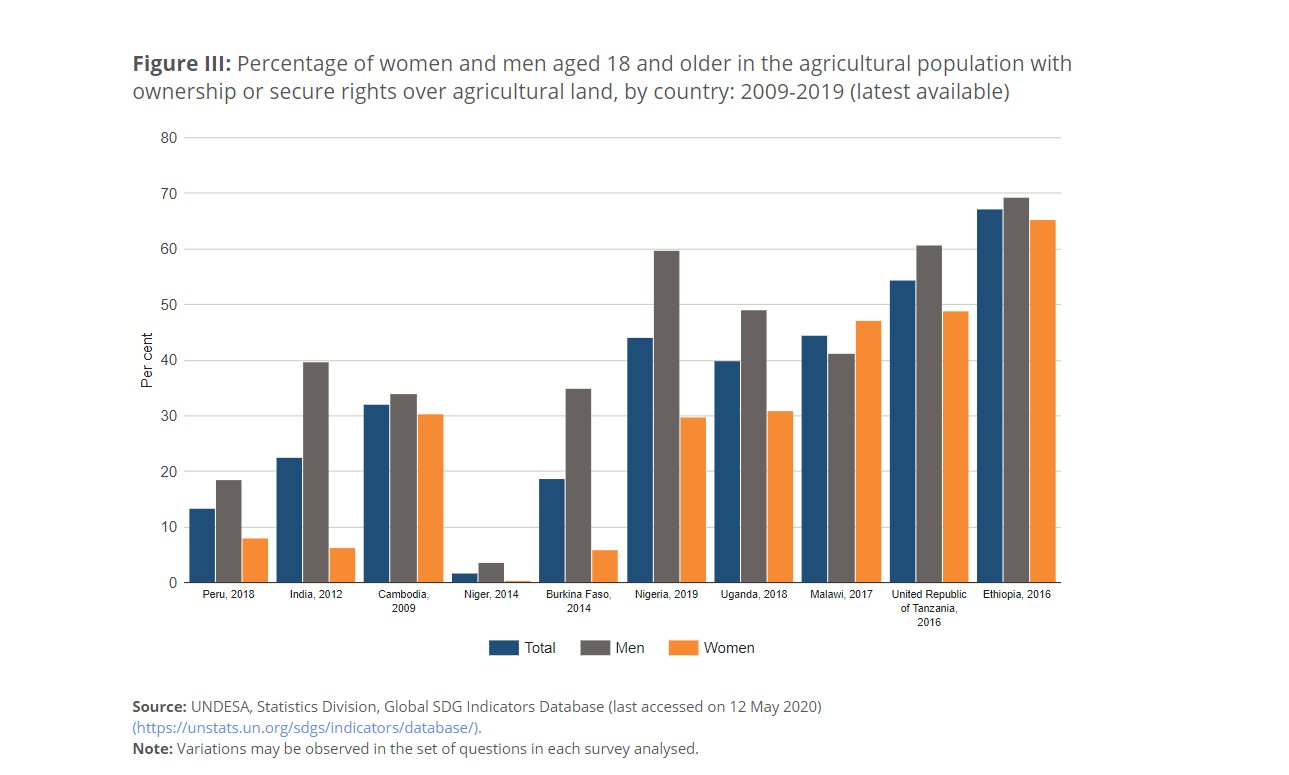 Figure III: Percentage of women and men aged 18 and older in the agricultural population with
ownership or secure rights over agricultural land, by country: 2009-2019 (latest available)
80
70
60
50
40
30
20
10
0
Per cent
Peru, 2018
India, 2012
Cambodia,
2009
Niger, 2014
Burkina Faso,
2014
Nigeria, 2019
Uganda, 2018
Malawi, 2017
United Republic
of Tanzania,
2016
Ethiopia, 2016
Total
Men
Women
Source: UNDESA, Statistics Division, Global SDG Indicators Database (last accessed on 12 May 2020)
(https://unstats.un.org/sdgs/indicators/database/).
Note: Variations may be observed in the set of questions in each survey analysed.